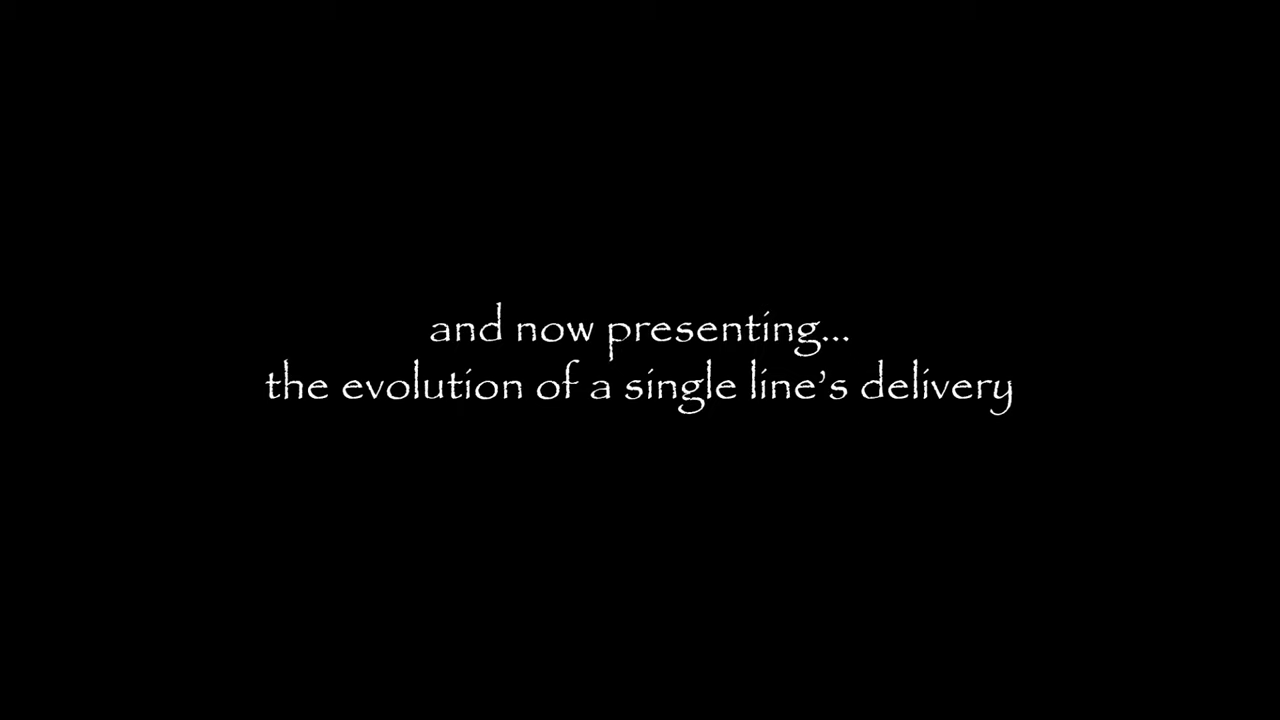 and now presenting...
the evolution of a single line's delivery